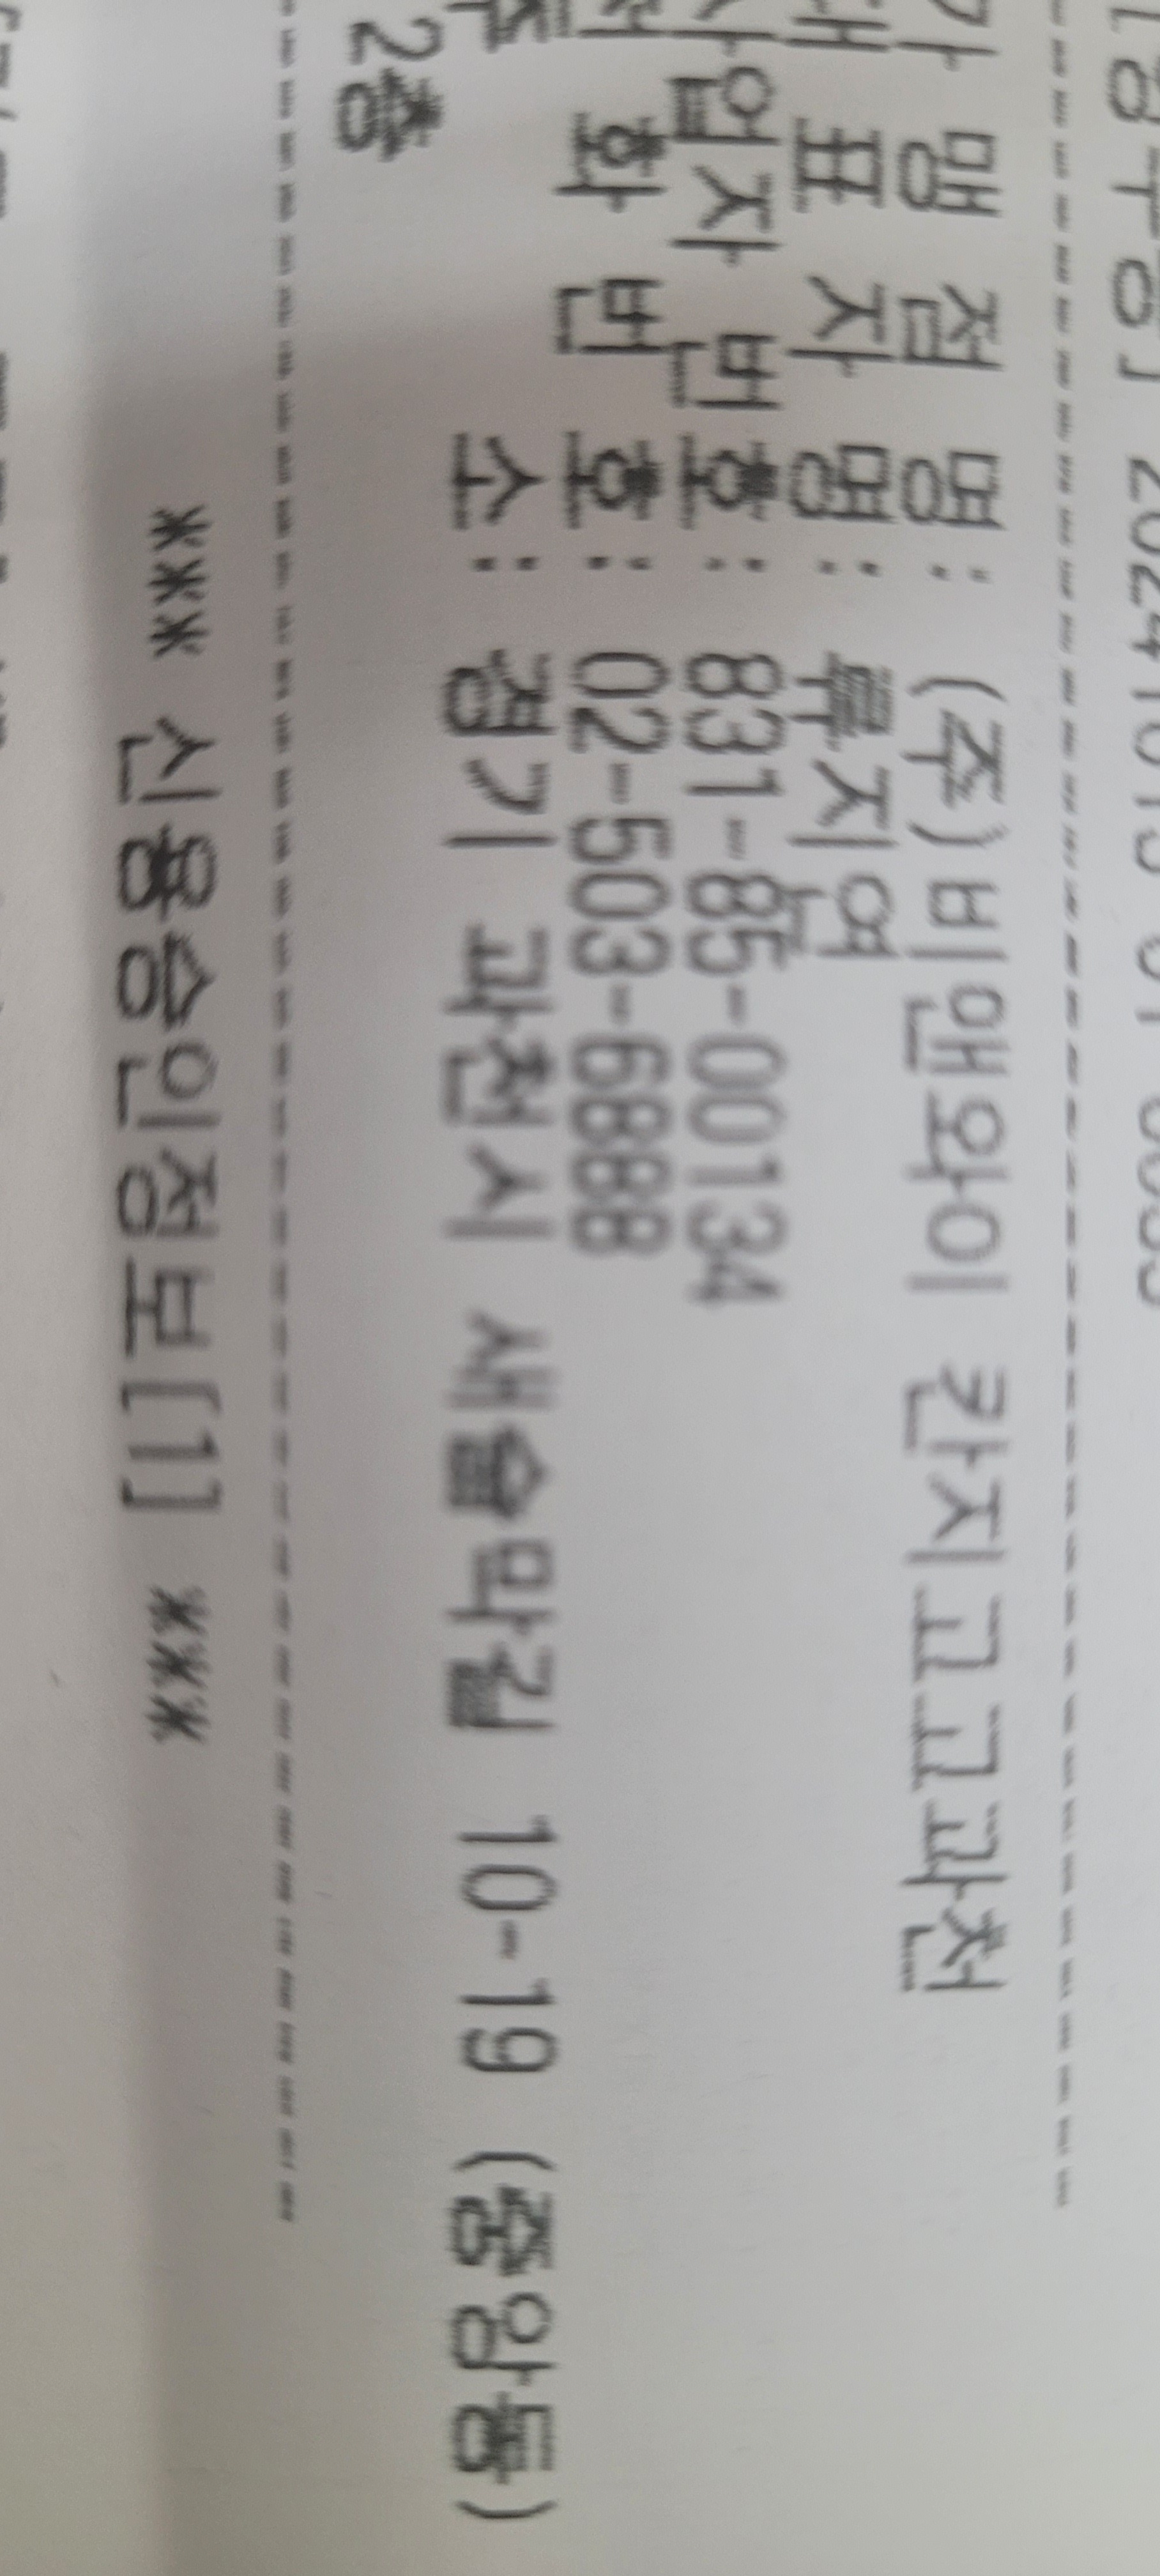 가 맹 점 명: (주)비앤와이 칸지고고과천
대 표 자 명: 류지연
사업자 번호: 831-85-00134
전 화 번 호: 02-503-6888
주 소: 경기 과천시 새술막길 10-19 (중앙동)
2층
*** 신용승인정보[1] ***